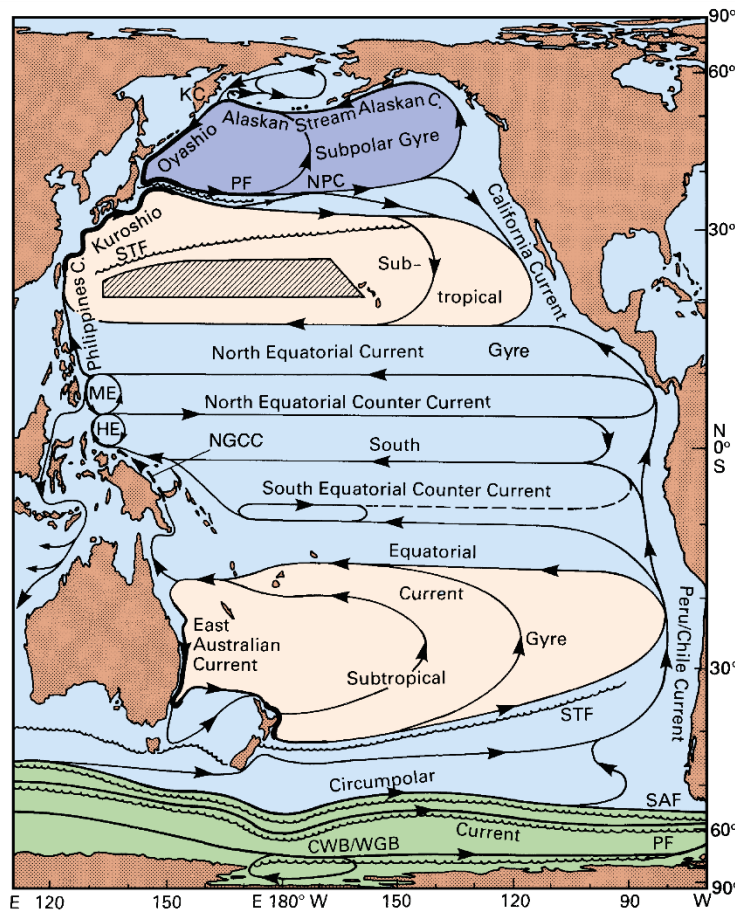 90°
60°
KC
Alaskan Stream Alaskan C.
Oyashio
Subpolar Gyre
PF
NPC
California Current
30°
Kuroshio
STF
Sub-
tropical
Philippines C.
North Equatorial Current
Gyre
ME
North Equatorial Counter Current
HE
NGCC
South
N
0°
S
South Equatorial Counter Current
Equatorial
Current
East
Australian
Current
Gyre
Subtropical
Peru/Chile Current
30°
STF
Circumpolar
SAF
Current
60°
CWB/WGB
PF
90°
E 120
150
E 180° W
150
120
90
W